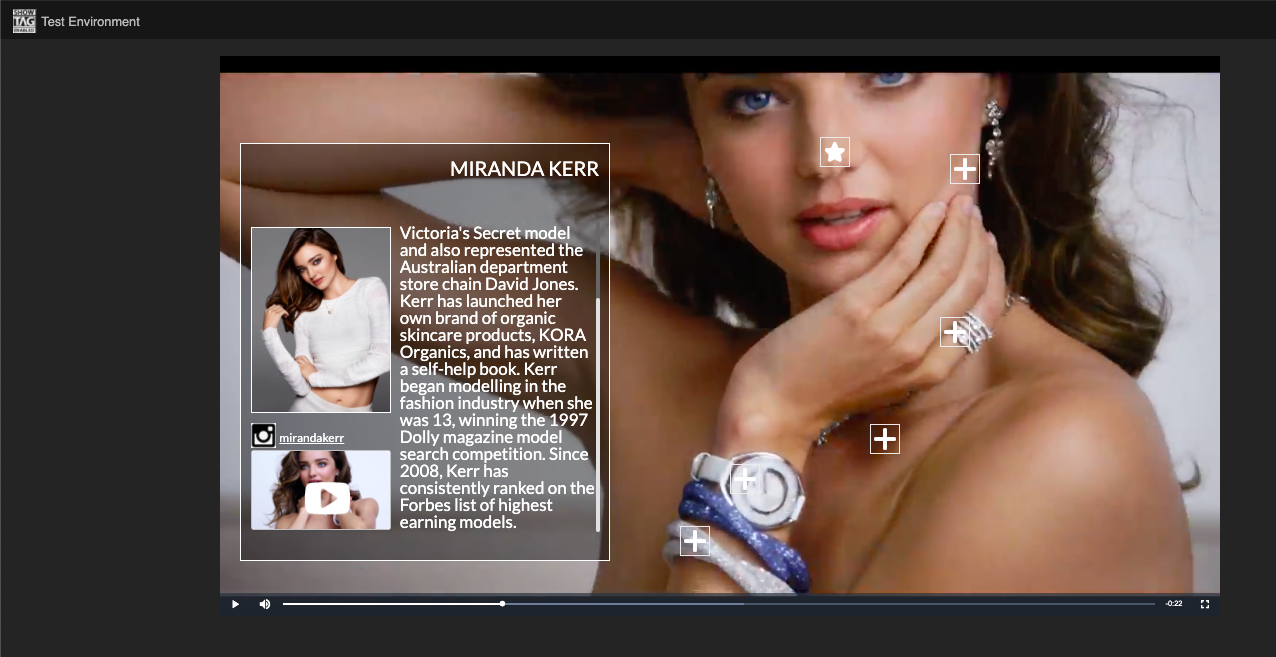 SHOW
TAG
ENABLED
Test Environment
MIRANDA KERR
Victoria's Secret model
and also represented the
Australian department
store chain David Jones.
Kerr has launched her
own brand of organic
skincare products, KORA
Organics, and has written
a self-help book. Kerr
began modelling in the
fashion industry when she
was 13, winning the 1997
Dolly magazine model
search competition. Since
2008, Kerr has
consistently ranked on the
Forbes list of highest
earning models.
mirandakerr
-0:22